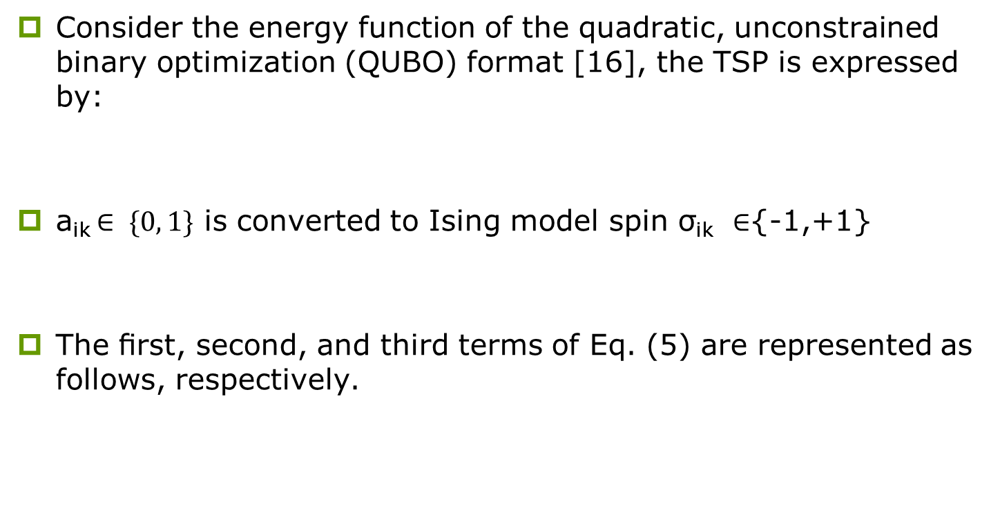 Consider the energy function of the quadratic, unconstrained
binary optimization (QUBO) format [16], the TSP is expressed
by:
aik ∈ {0, 1} is converted to Ising model spin σik ∈{-1,+1}
The first, second, and third terms of Eq. (5) are represented as
follows, respectively.